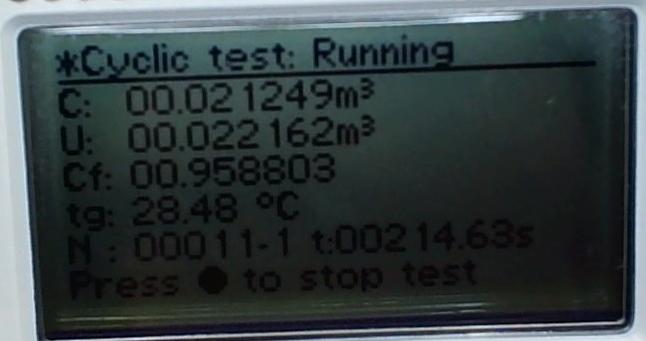 *Cyclic test: Running
C: 00.021249m³
U: 00.022162m³
Cf: 00.958803
tg: 28.48 °C
N : 00011-1 t:00214.63s
Press ● to stop test